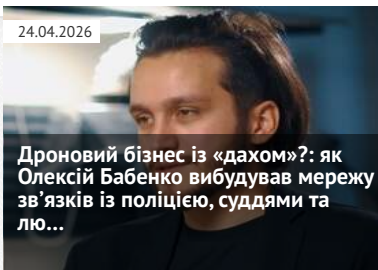 24.04.2026
Дроновий бізнес із «дахом»?: як
Олексій Бабенко вибудував мережу
зв’язків із поліцією, суддями та
лю...